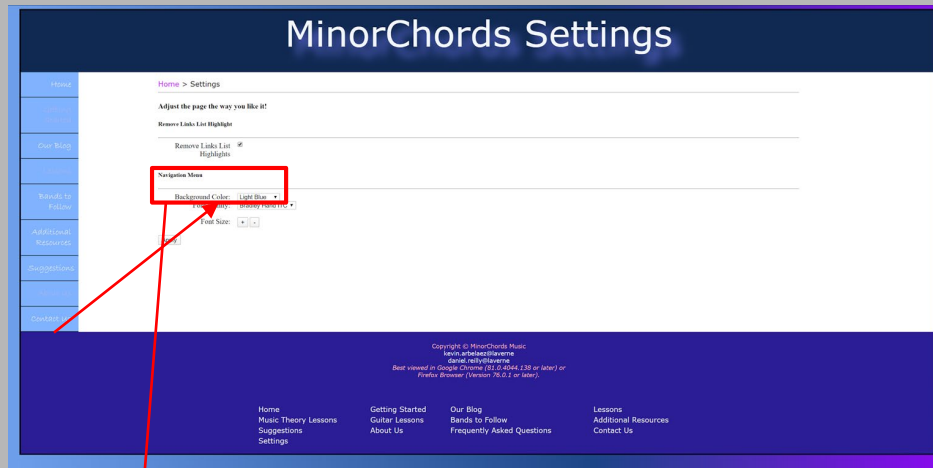 MinorChords Settings
Home
Our Blog
Bands to
Follow
Additional
Resources
Suggestions
Contact Us
Home > Settings
Adjust the page the way you like it!
Remove Links List Highlight
Remove Links List
Highlights
Navigation Menu
Background Color: Light Blue
Bradley Hand ITC
Font Size: + -
Copyright © MinorChords Music
kevin.arbelaez@laverne
daniel.reilly@laverne
Best viewed in Google Chrome (81.0.4044.138 or later) or
Firefox Browser (Version 76.0.1 or later).
Home Getting Started Our Blog Lessons
Music Theory Lessons Guitar Lessons Bands to Follow Additional Resources
Suggestions About Us Frequently Asked Questions Contact Us
Settings